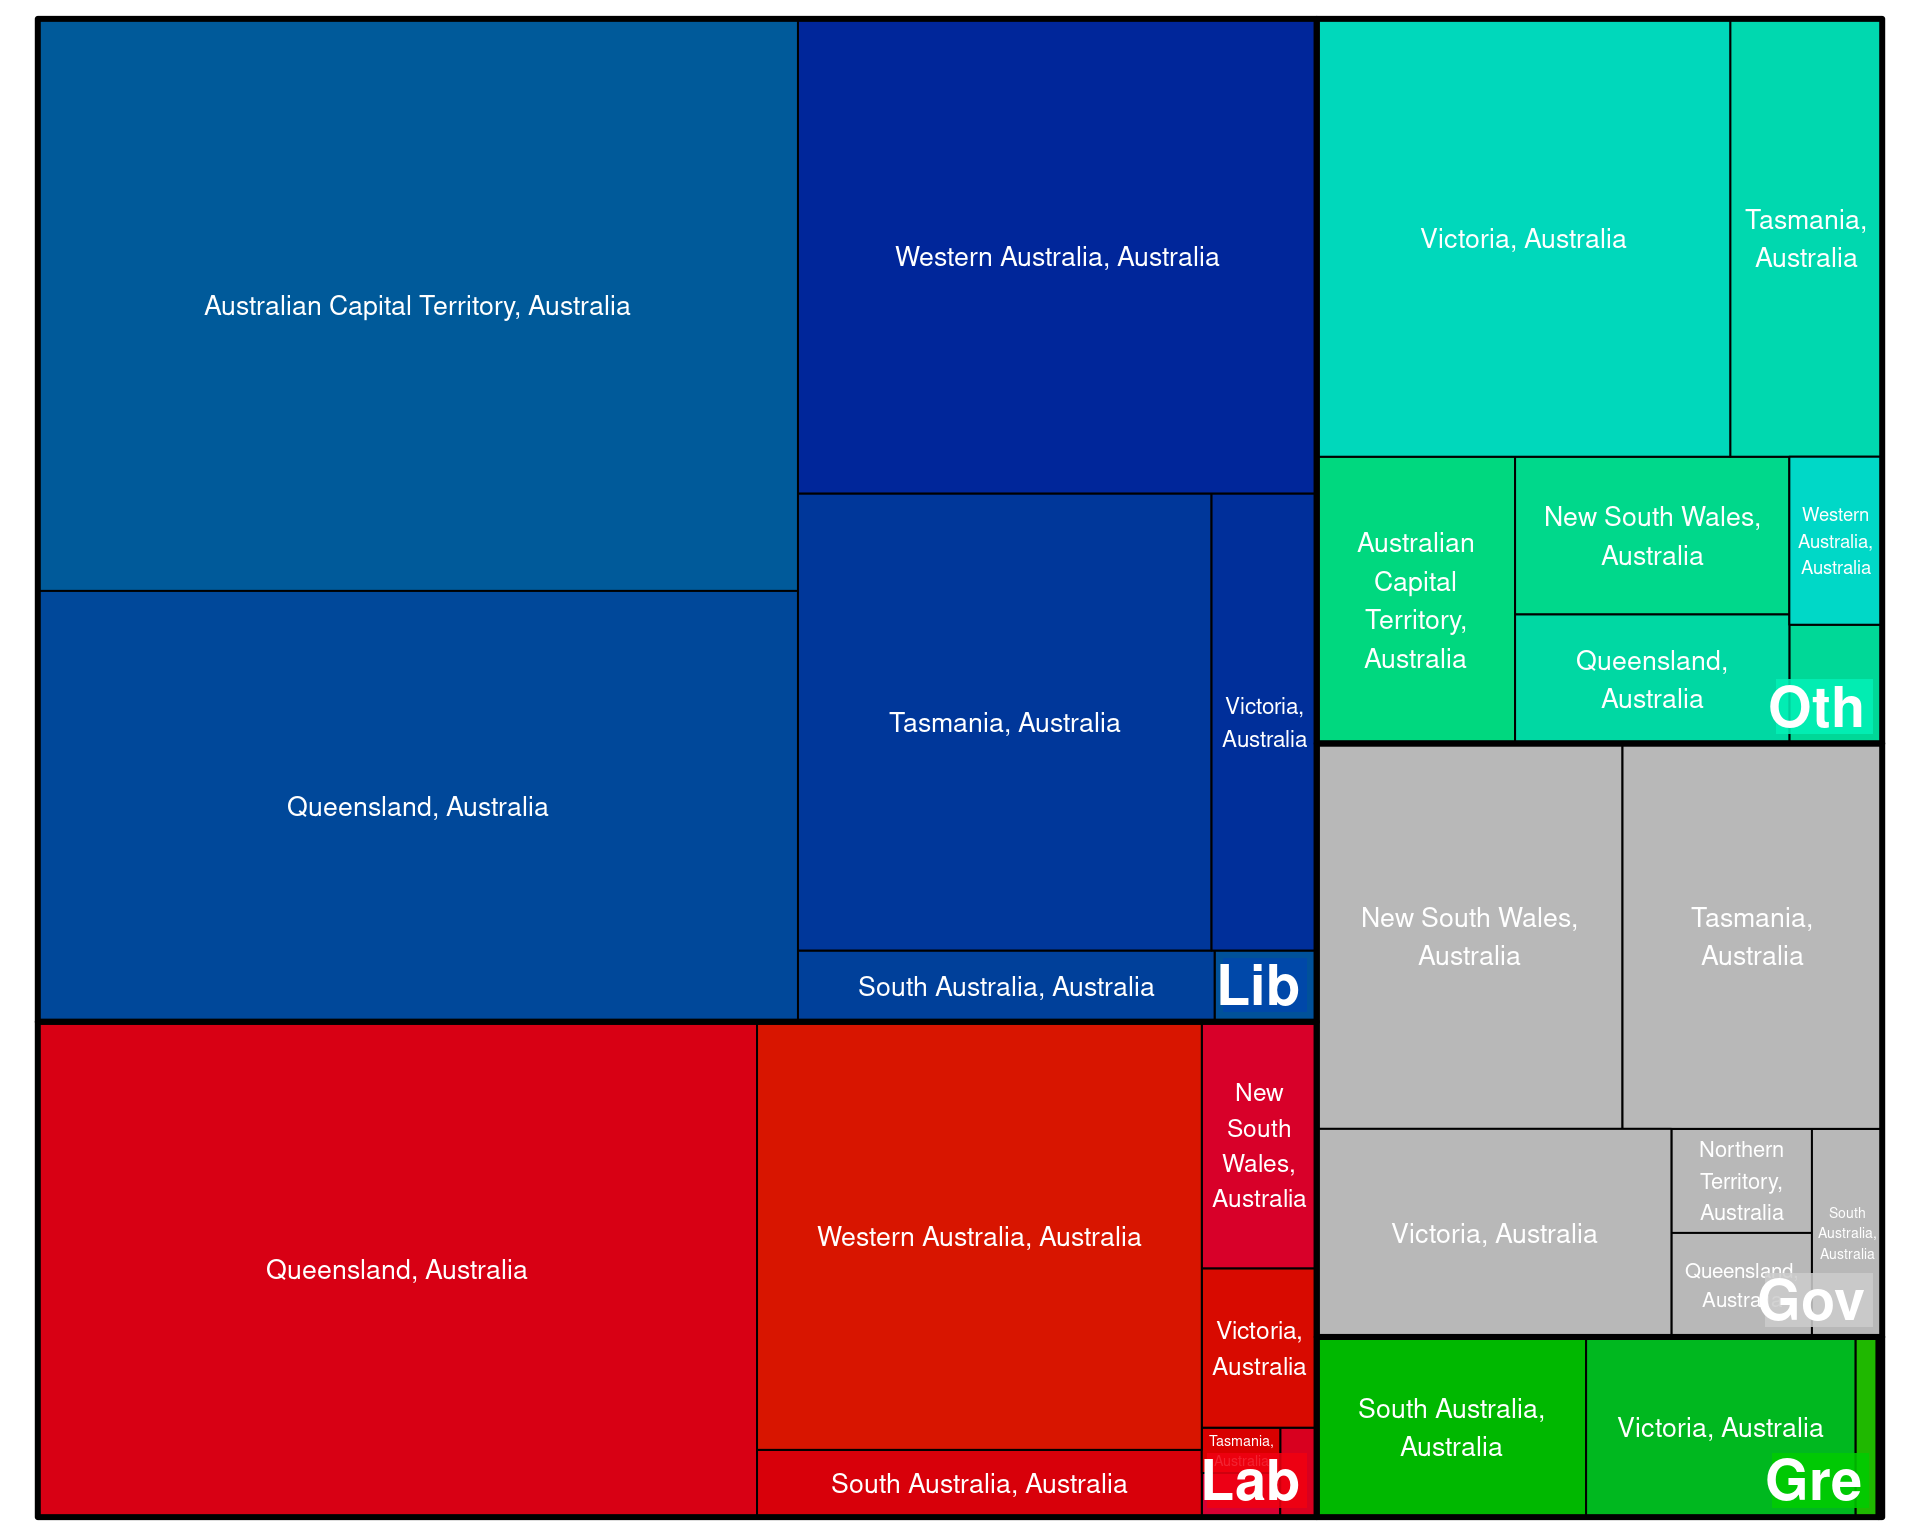 Australian Capital Territory, Australia
Queensland, Australia
Western Australia, Australia
Tasmania, Australia
Victoria,
Australia
South Australia, Australia
Lib
Queensland, Australia
Western Australia, Australia
South Australia, Australia
New
South
Wales,
Australia
Victoria,
Australia
Tasmania,
Australia
Lab
Victoria, Australia
Tasmania,
Australia
Australian
Capital
Territory,
Australia
New South Wales,
Australia
Queensland,
Australia
Western
Australia,
Australia
Oth
New South Wales,
Australia
Tasmania,
Australia
Victoria, Australia
Northern
Territory,
Australia
Queensland,
Australia
South
Australia,
Australia
Gov
South Australia,
Australia
Victoria, Australia
Gre